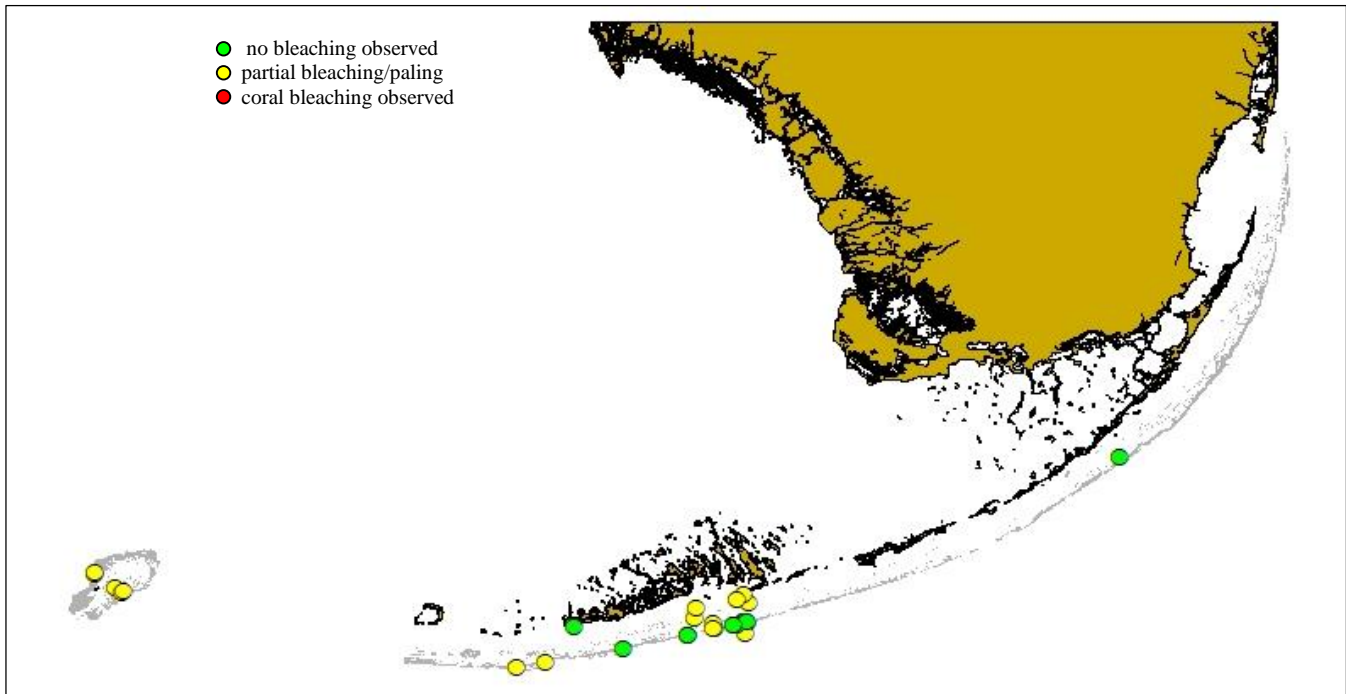 no bleaching observed
partial bleaching/paling
coral bleaching observed